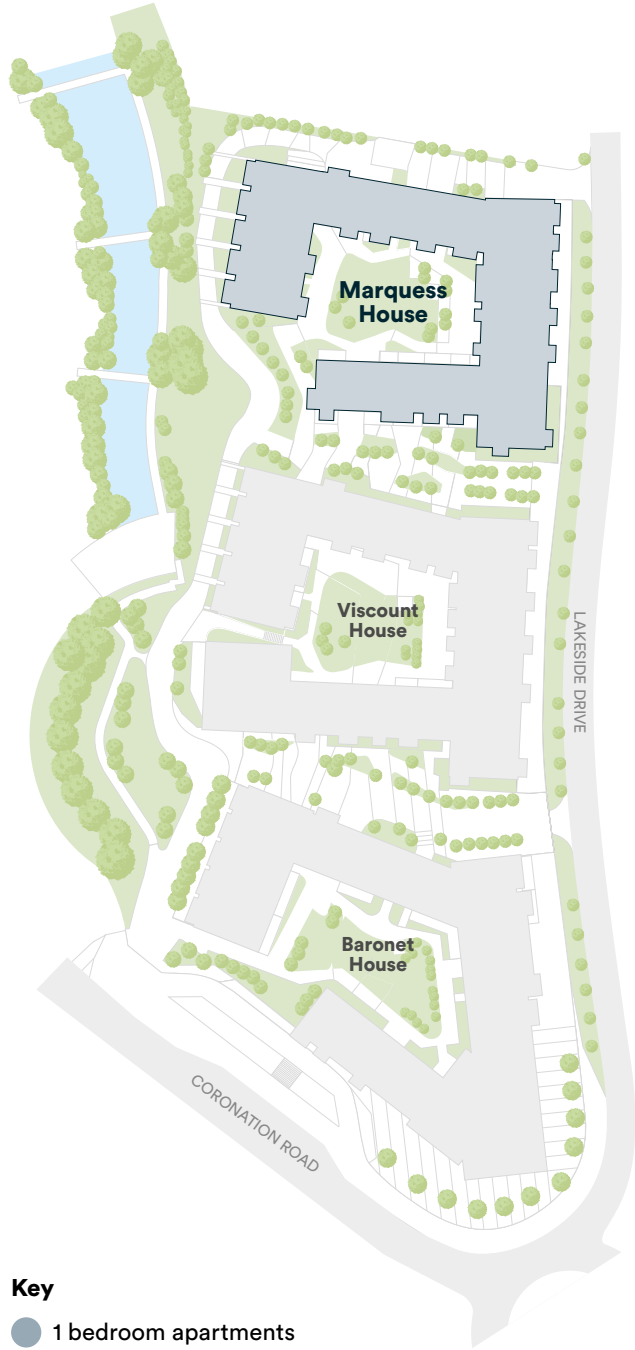 Marquess
House
Viscount
House
LAKESIDE DRIVE
Baronet
House
CORONATION ROAD
Key
1 bedroom apartments